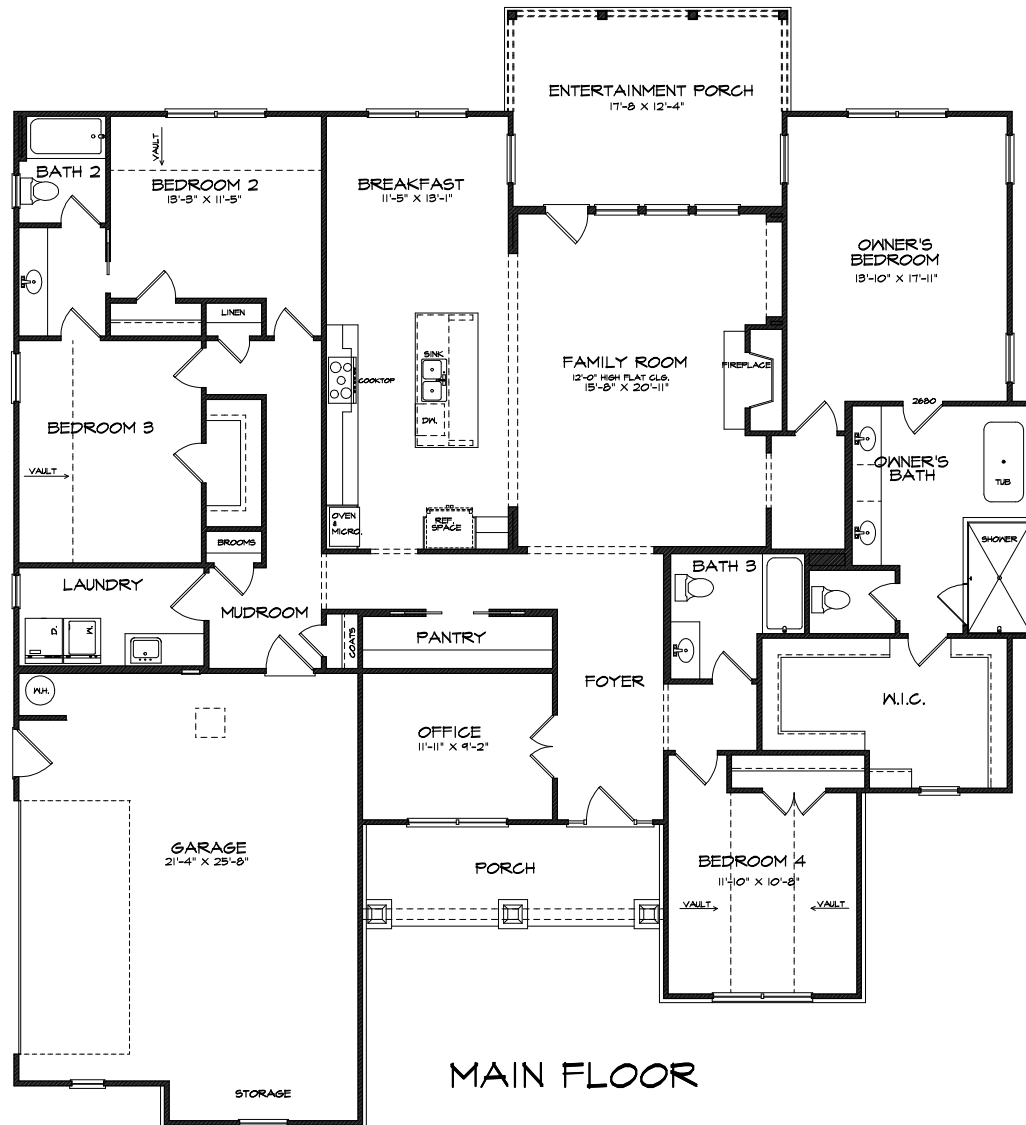 ENTERTAINMENT PORCH
17'-8 X 12'-4"
VAULT
BATH 2
BEDROOM 2
13'-3" X 11'-5"
BREAKFAST
11'-5" X 13'-1"
OWNER'S
BEDROOM
13'-10" X 17'-11"
LINEN
SINK
COOKTOP
FAMILY ROOM
12'-0" HIGH FLAT CLG.
15'-8" X 20'-11"
FIREPLACE
2680
DW.
BEDROOM 3
VAULT
OWNER'S
BATH
TUB
OVEN
&
MICRO.
REF.
SPACE
BROOMS
SHOWER
LAUNDRY
BATH 3
MUDROOM
D.
W.
COATS
PANTRY
FOYER
W.H.
W.I.C.
OFFICE
11'-11" X 9'-2"
GARAGE
21'-4" X 25'-8"
PORCH
BEDROOM 4
11'-10" X 10'-8"
VAULT
VAULT
MAIN FLOOR
STORAGE